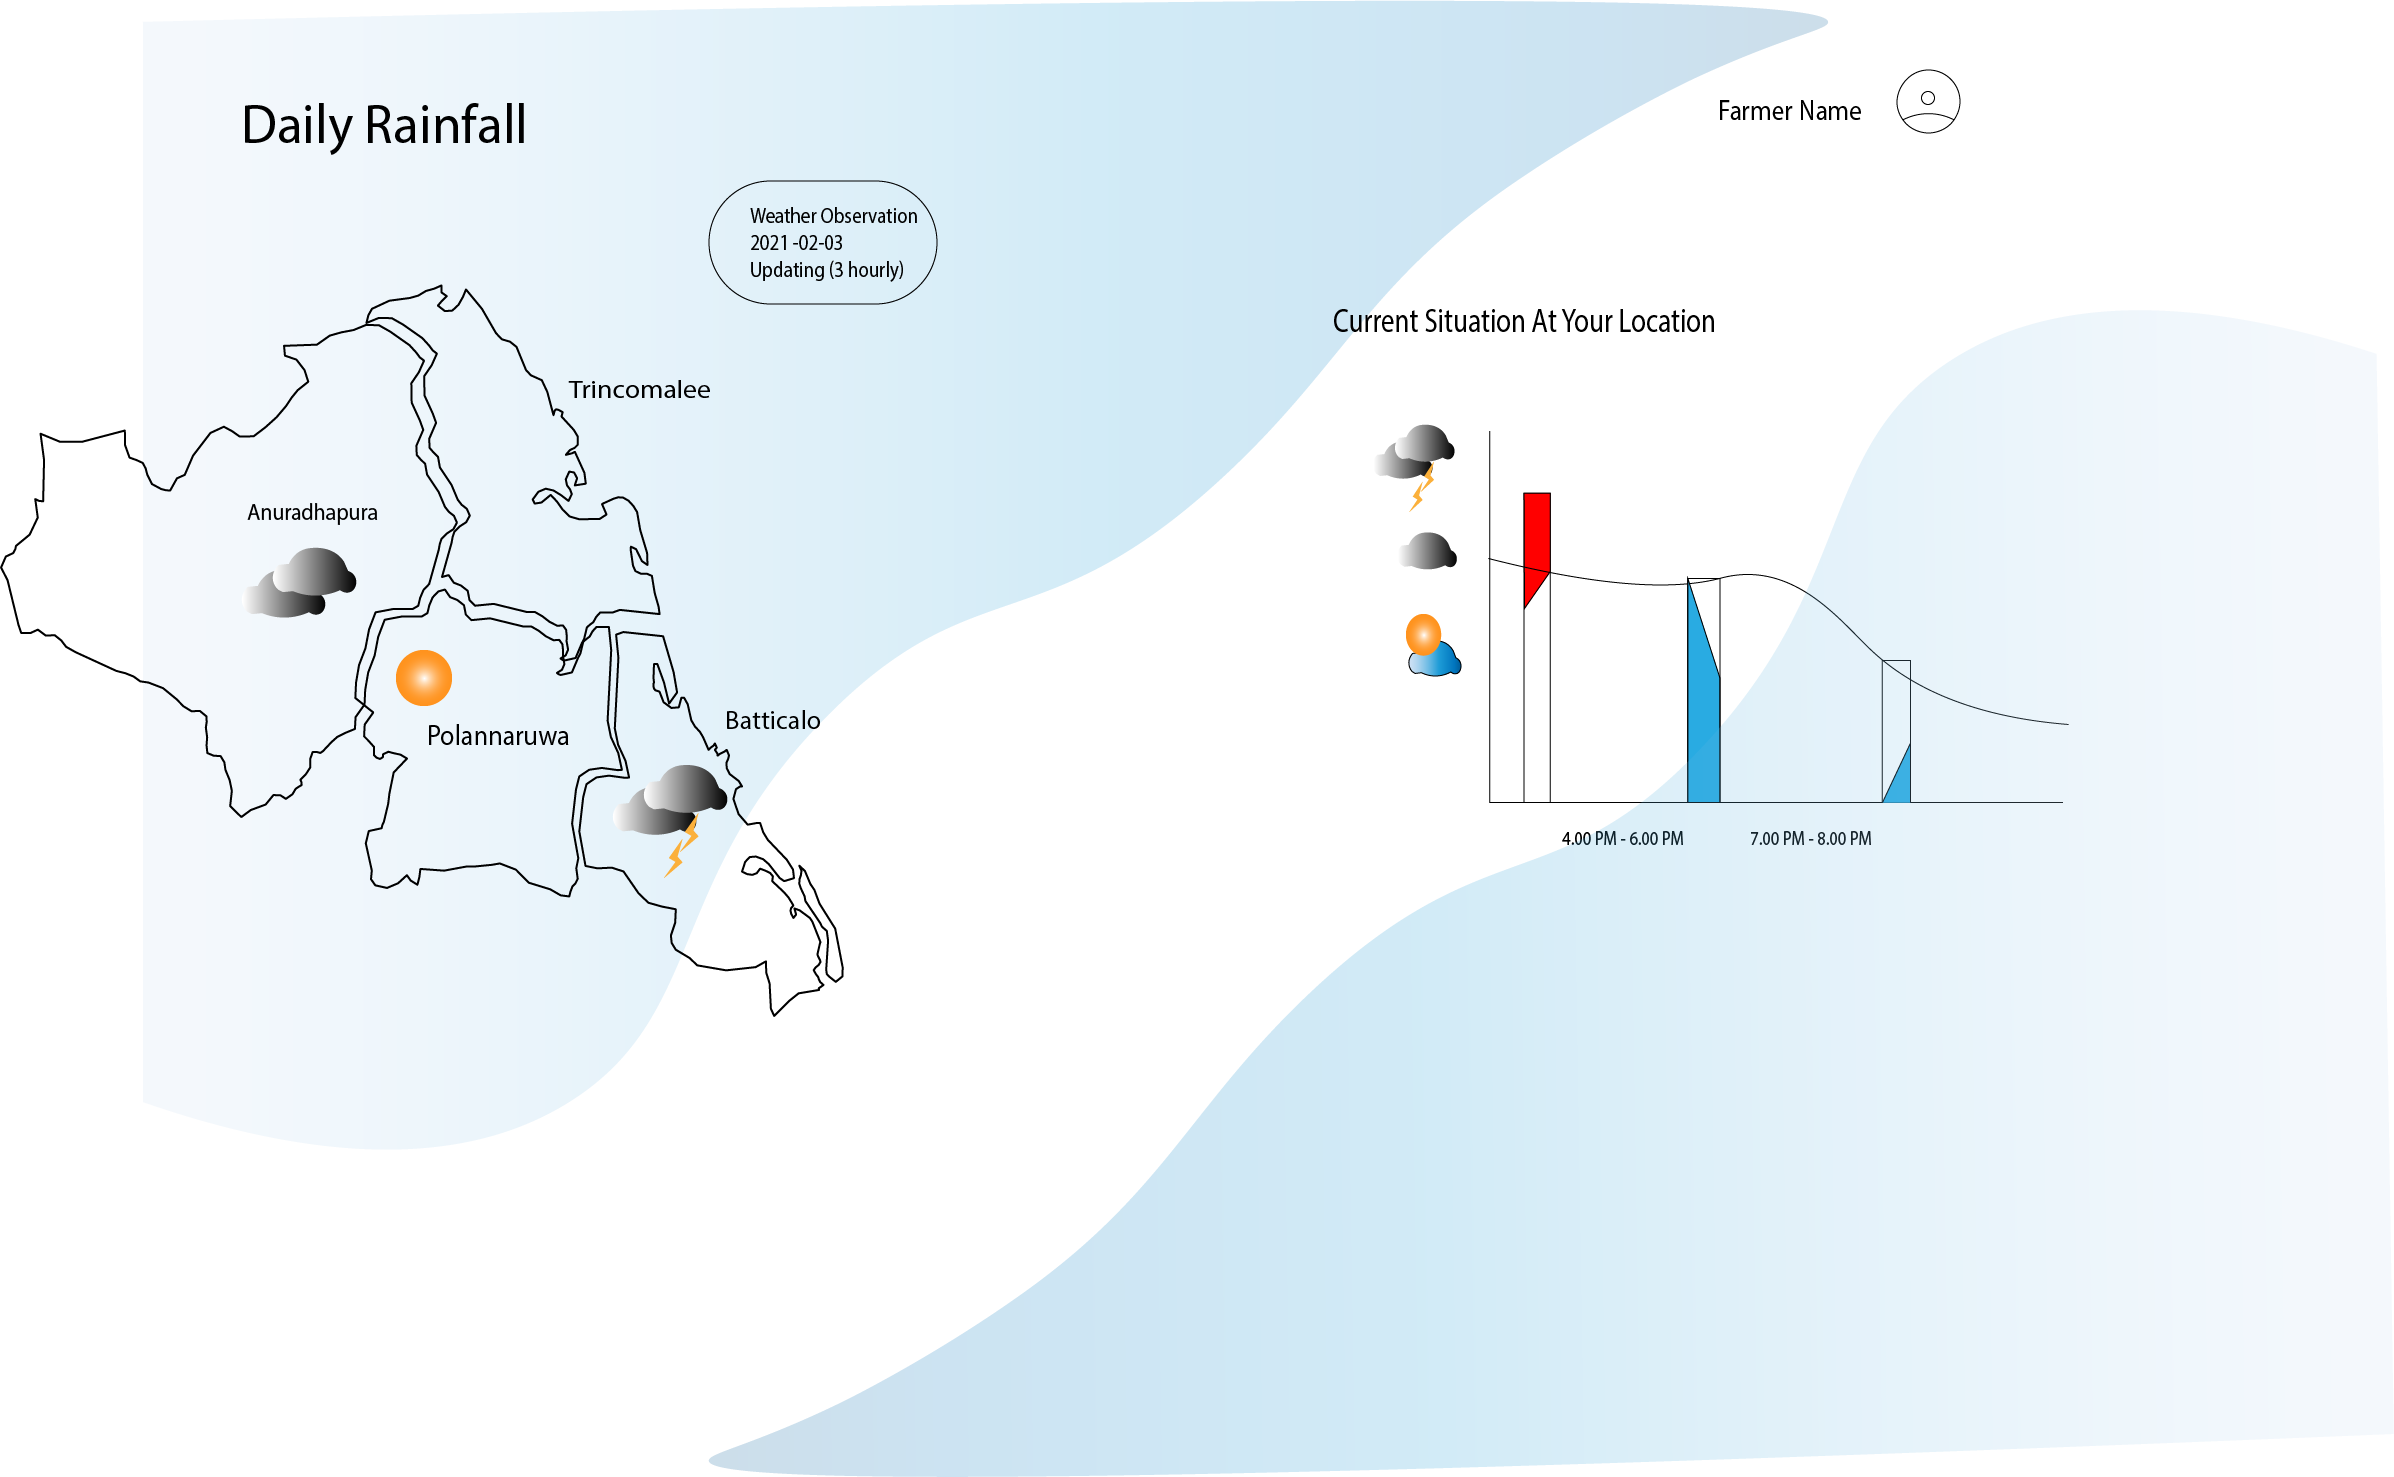 Daily Rainfall
Farmer Name
Weather Observation
2021 -02-03
Updating (3 hourly)
Current Situation At Your Location
Trincomalee
Anuradhapura
Polannaruwa
Batticalo
4.00 PM - 6.00 PM
7.00 PM - 8.00 PM